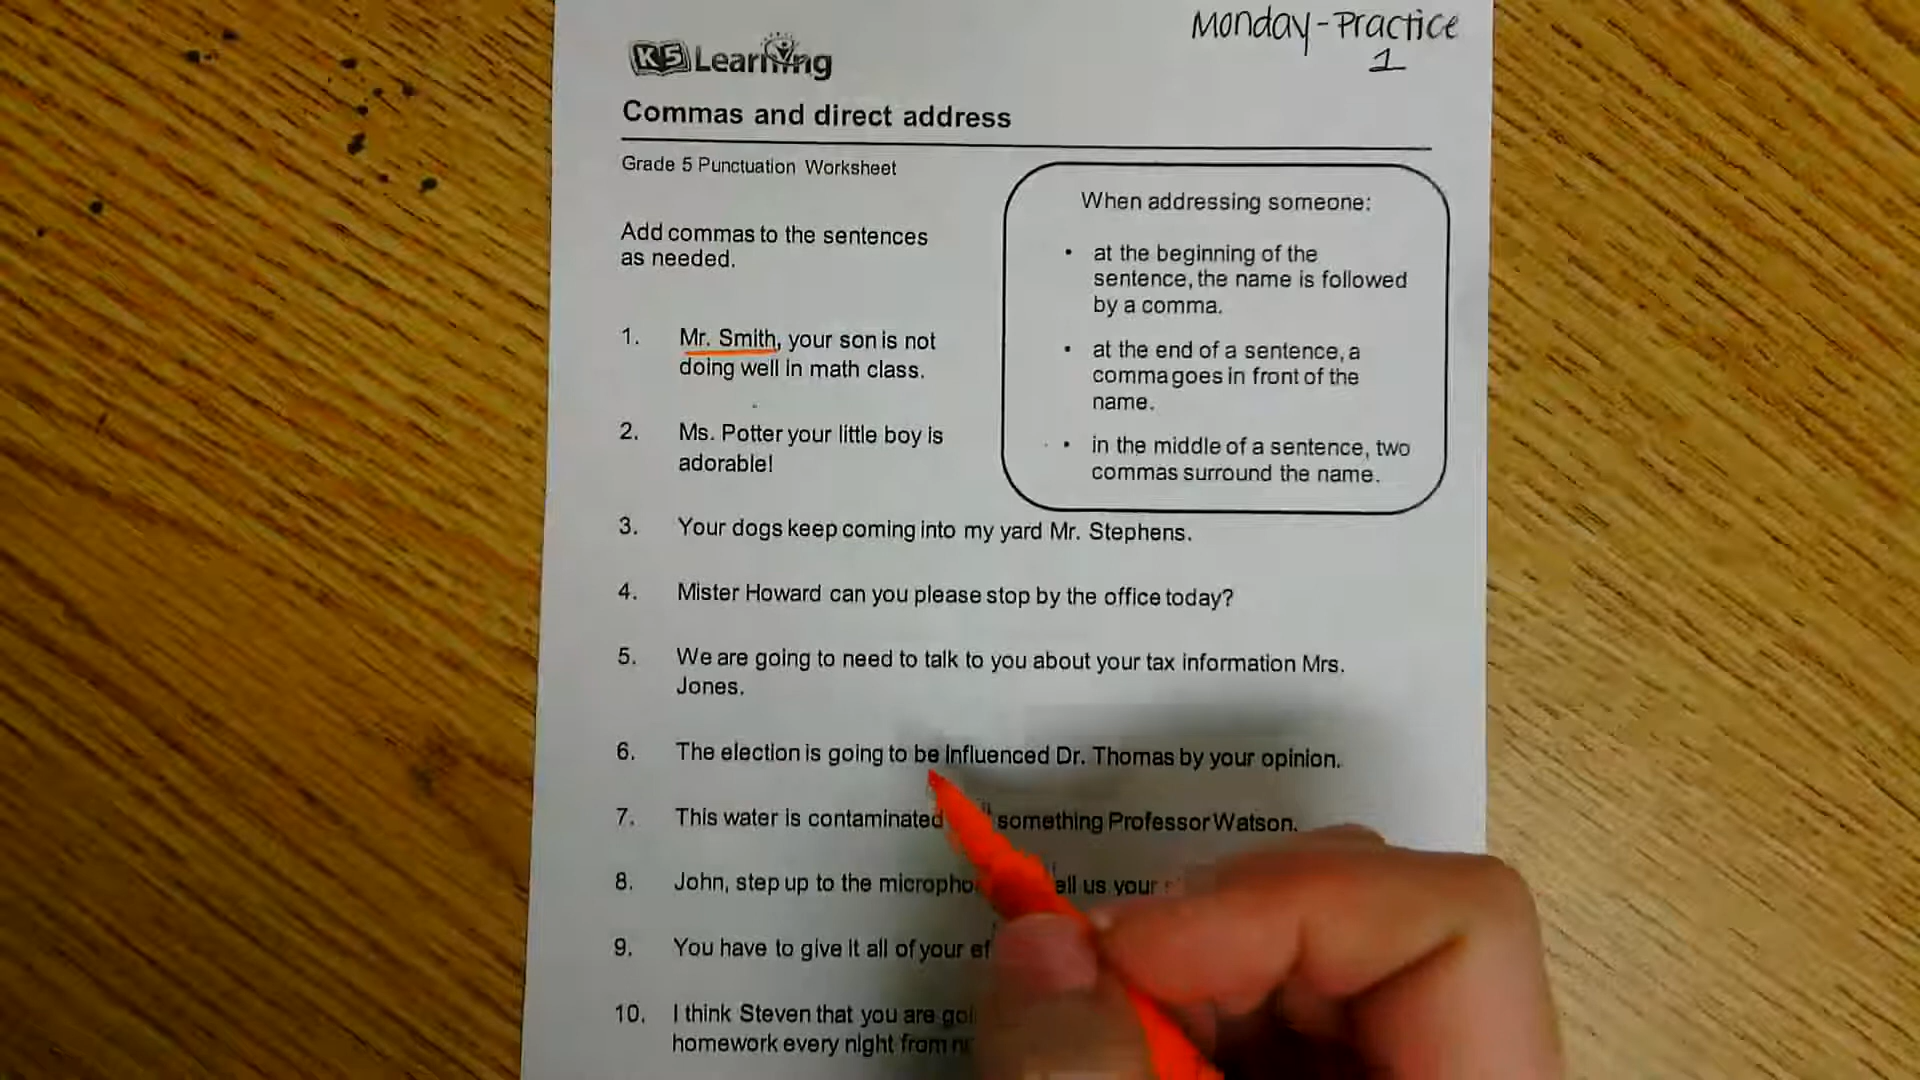 Monday-Practice
1
K5 Learning
Commas and direct address
Grade 5 Punctuation Worksheet
Add commas to the sentences
as needed.
When addressing someone:
• at the beginning of the
sentence, the name is followed
by a comma.
• at the end of a sentence, a
comma goes in front of the
name.
• in the middle of a sentence, two
commas surround the name.
1. Mr. Smith, your son is not
doing well in math class.
2. Ms. Potter your little boy is
adorable!
3. Your dogs keep coming into my yard Mr. Stephens.
4. Mister Howard can you please stop by the office today?
5. We are going to need to talk to you about your tax information Mrs.
Jones.
6. The election is going to be influenced Dr. Thomas by your opinion.
7. This water is contaminated something Professor Watson.
8. John, step up to the us your
9. You have to give it all of your
10. I think Steven that you are
homework every night from